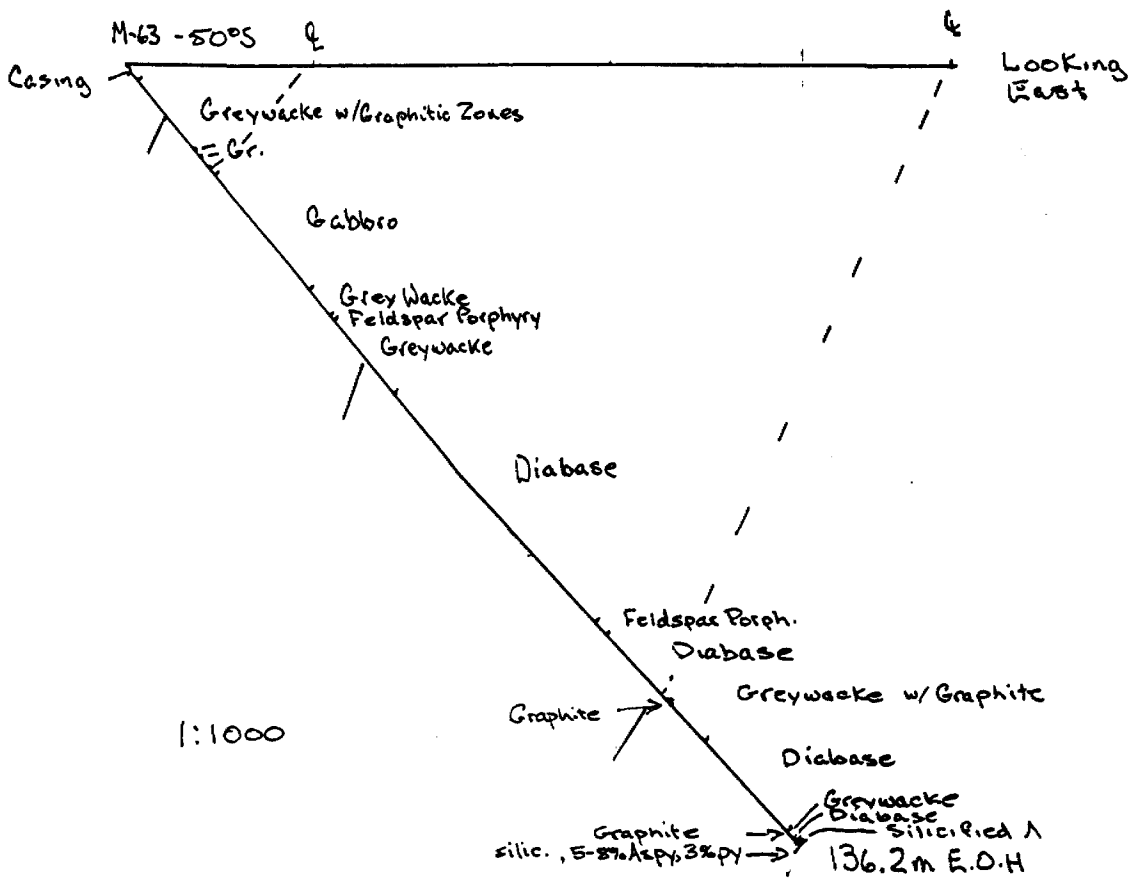 M-63 -50°S
℄
℄
Looking
East
Casing
Greywacke w/Graphitic Zones
Gr.
Gabbro
Grey Wacke
Feldspar Porphyry
Greywacke
Diabase
Feldspar Porph.
Diabase
Greywacke w/ Graphite
Graphite
1:1000
Diabase
Greywacke
Diabase
Graphite
Silicified Λ
silic., 5-8% Aspy, 3% py
136.2m E.O.H